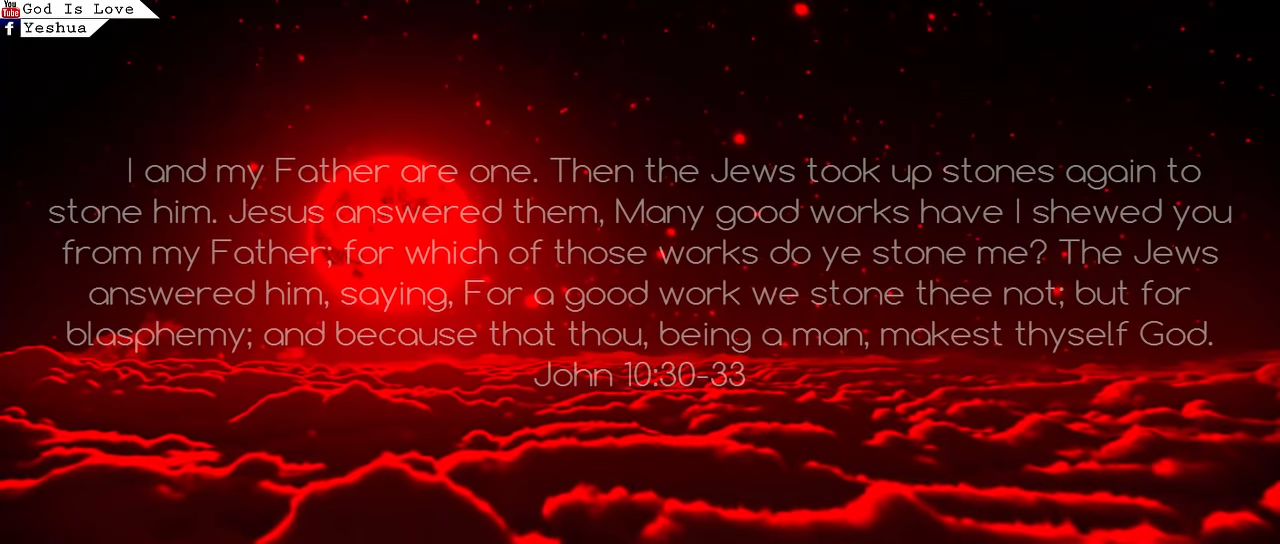 You
Tube
God Is Love
f
Yeshua
I and my Father are one. Then the Jews took up stones again to
stone him. Jesus answered them, Many good works have I shewed you
from my Father; for which of those works do ye stone me? The Jews
answered him, saying, For a good work we stone thee not; but for
blasphemy; and because that thou, being a man, makest thyself God.
John 10:30-33